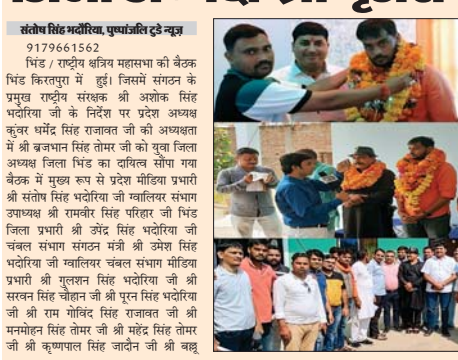 संतोष सिंह भदौरिया, पुष्पांजलि टुडे न्यूज़
9179661562
भिंड / राष्ट्रीय क्षत्रिय महासभा की बैठक
भिंड किरतपुरा में हुई। जिसमें संगठन के
प्रमुख राष्ट्रीय संरक्षक श्री अशोक सिंह
भदोरिया जी के निर्देश पर प्रदेश अध्यक्ष
कुंवर धर्मेंद्र सिंह राजावत जी की अध्यक्षता
में श्री ब्रजभान सिंह तोमर जी को युवा जिला
अध्यक्ष जिला भिंड का दायित्व सौंपा गया
बैठक में मुख्य रूप से प्रदेश मीडिया प्रभारी
श्री संतोष सिंह भदोरिया जी ग्वालियर संभाग
उपाध्यक्ष श्री रामवीर सिंह परिहार जी भिंड
जिला प्रभारी श्री उपेंद्र सिंह भदोरिया जी
चंबल संभाग संगठन मंत्री श्री उमेश सिंह
भदोरिया जी ग्वालियर चंबल संभाग मीडिया
प्रभारी श्री गुलशन सिंह भदोरिया जी श्री
सरवन सिंह चौहान जी श्री पूरन सिंह भदोरिया
जी श्री राम गोविंद सिंह राजावत जी श्री
मनमोहन सिंह तोमर जी श्री महेंद्र सिंह तोमर
जी श्री कृष्णपाल सिंह जादौन जी श्री बल्लू